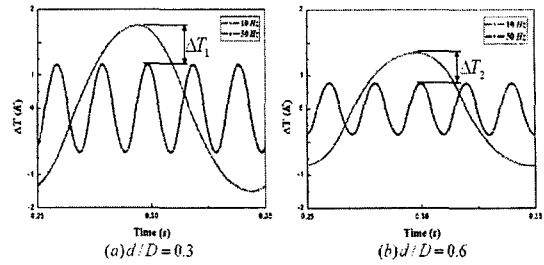 2
1
0
-1
-2
ΔT (K)
10 Hz
50 Hz
ΔT₁
0.25
0.30
0.35
Time (s)
(a) d/D = 0.3
2
1
0
-1
-2
ΔT (K)
10 Hz
50 Hz
ΔT₂
0.25
0.30
0.35
Time (s)
(b) d/D = 0.6